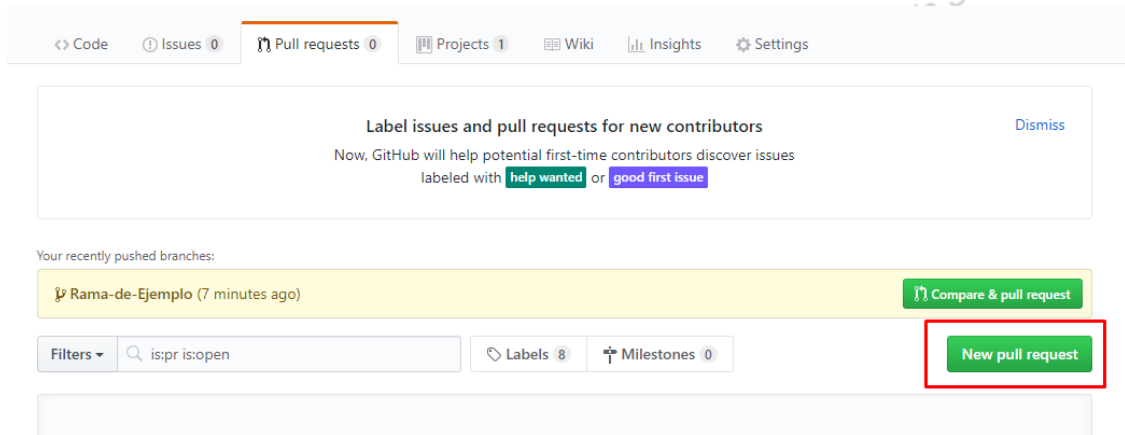 Code Issues 0 Pull requests 0 Projects 1 Wiki Insights Settings
Label issues and pull requests for new contributors
Dismiss
Now, GitHub will help potential first-time contributors discover issues
labeled with help wanted or good first issue
Your recently pushed branches:
Rama-de-Ejemplo (7 minutes ago)
Compare & pull request
Filters is:pr is:open Labels 8 Milestones 0 New pull request